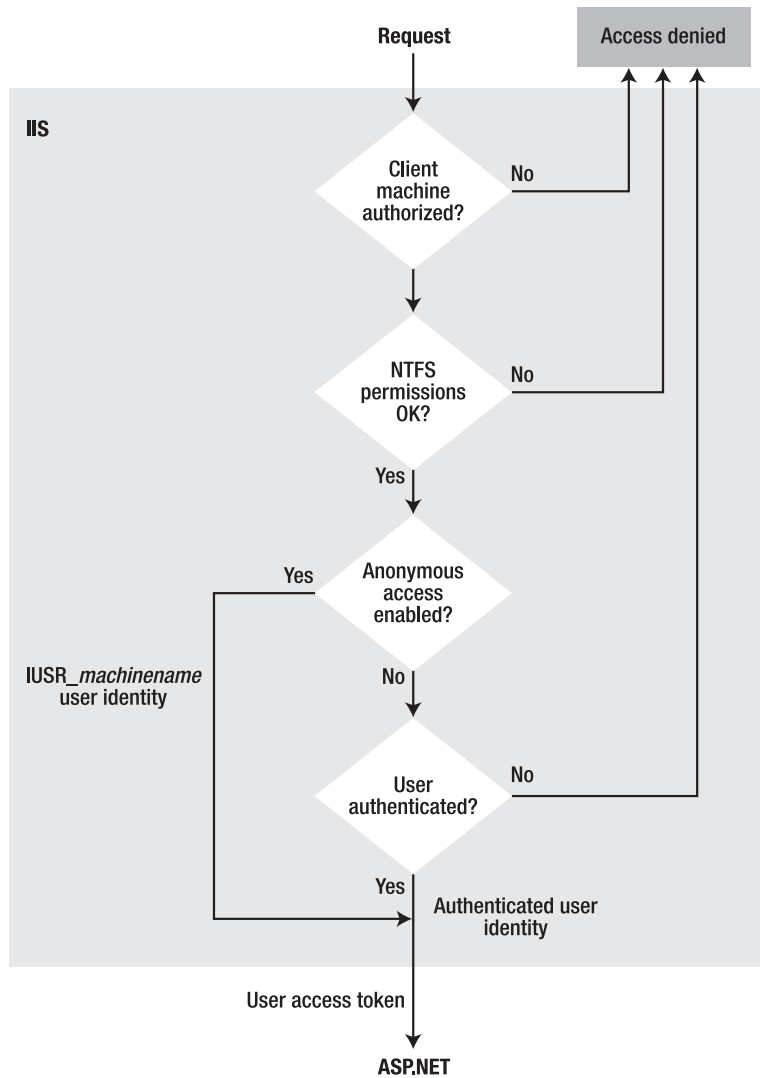 Request
Access denied
IIS
Client
machine
authorized?
No
NTFS
permissions
OK?
No
Yes
Anonymous
access
enabled?
Yes
IUSR_machinename
user identity
No
User
authenticated?
No
Yes
Authenticated user
identity
User access token
ASP.NET